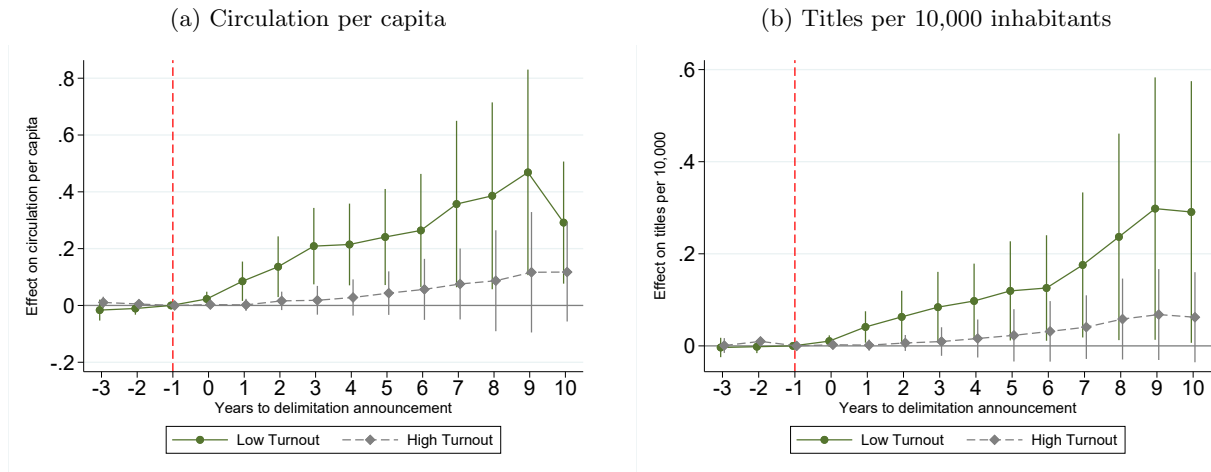 (a) Circulation per capita
Effect on circulation per capita
.8
.6
.4
.2
0
-.2
-3 -2 -1 0 1 2 3 4 5 6 7 8 9 10
Years to delimitation announcement
Low Turnout High Turnout
(b) Titles per 10,000 inhabitants
Effect on titles per 10,000
.6
.4
.2
0
-3 -2 -1 0 1 2 3 4 5 6 7 8 9 10
Years to delimitation announcement
Low Turnout High Turnout